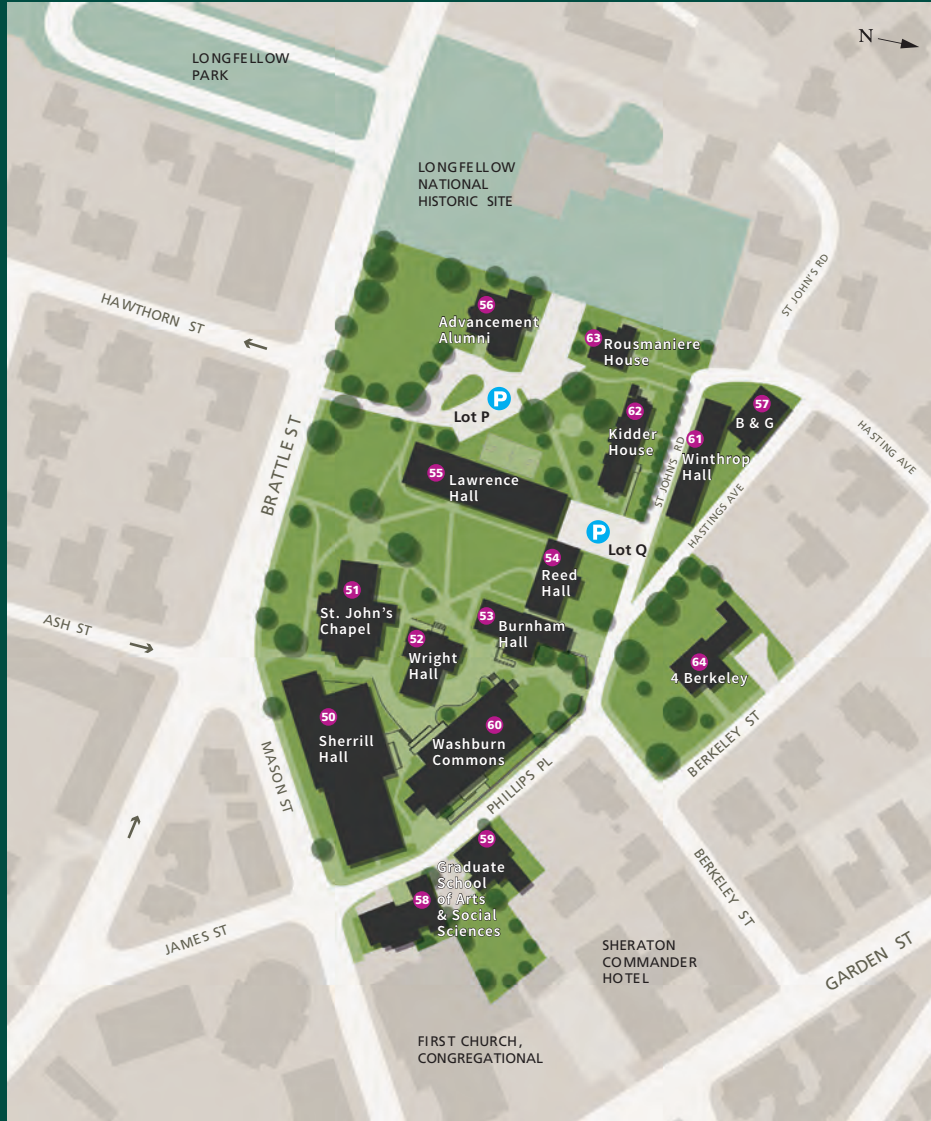 N
LONGFELLOW
PARK
LONGFELLOW
NATIONAL
HISTORIC SITE
ST JOHN'S RD
HAWTHORN ST
56
Advancement
Alumni
63
Rousmaniere
House
P
Lot P
62
Kidder
House
57
B & G
61
Winthrop
Hall
ST JOHN'S RD
HASTING AVE
HASTINGS AVE
BRATTLE ST
55
Lawrence
Hall
P
Lot Q
54
Reed
Hall
51
St. John's
Chapel
53
Burnham
Hall
52
Wright
Hall
ASH ST
64
4 Berkeley
50
Sherrill
Hall
60
Washburn
Commons
BERKELEY ST
MASON ST
PHILLIPS PL
59
58
Graduate
School
of Arts
& Social
Sciences
BERKELEY ST
JAMES ST
SHERATON
COMMANDER
HOTEL
GARDEN ST
FIRST CHURCH,
CONGREGATIONAL